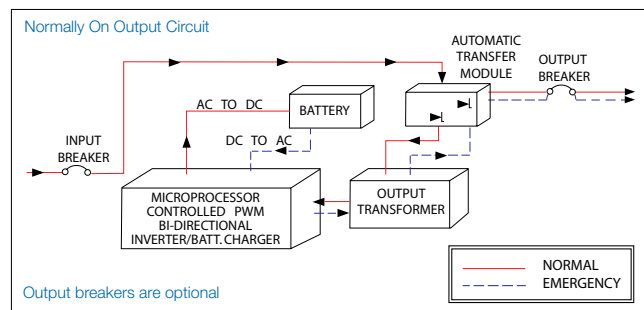 Normally On Output Circuit
AUTOMATIC
TRANSFER
MODULE
OUTPUT
BREAKER
AC TO DC
BATTERY
INPUT
BREAKER
DC TO AC
MICROPROCESSOR
CONTROLLED PWM
BI-DIRECTIONAL
INVERTER/BATT. CHARGER
OUTPUT
TRANSFORMER
NORMAL
EMERGENCY
Output breakers are optional